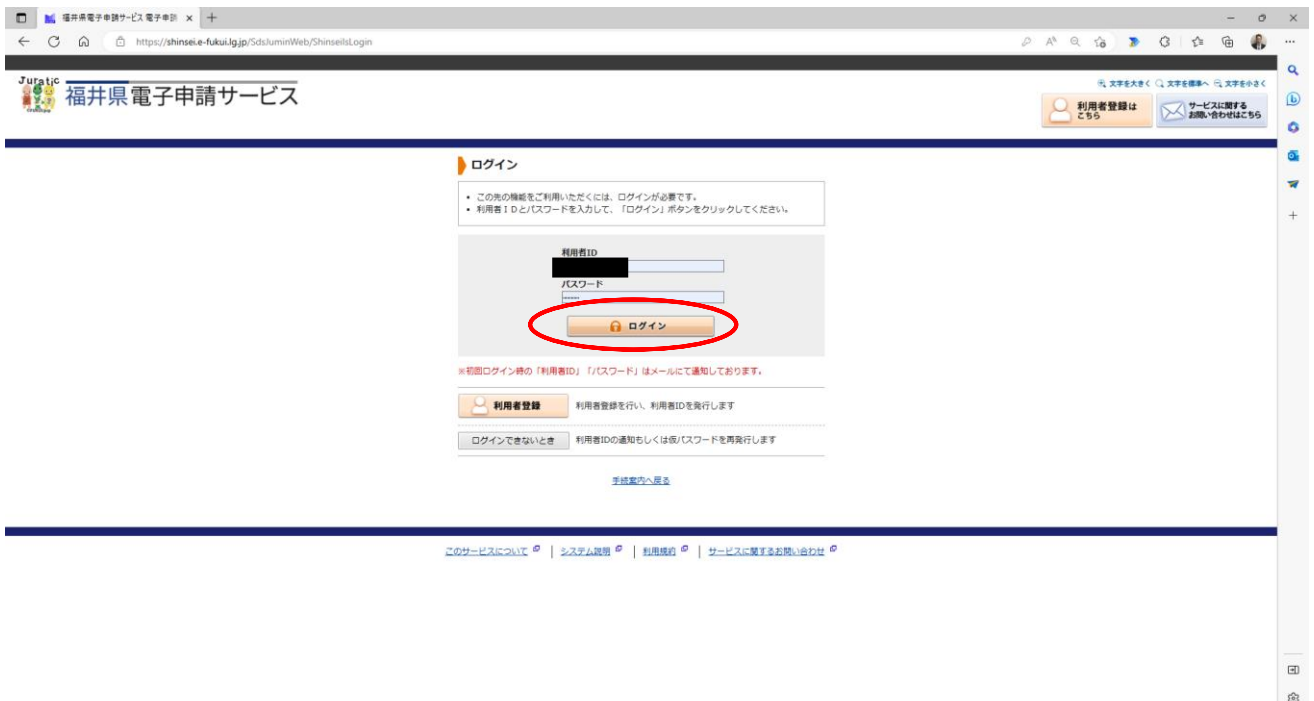 福井県電子申請サービス 電子申
https://shinsei.e-fukui.lg.jp/SdsJuminWeb/ShinseiIsLogin
Juratic
福井県電子申請サービス
文字を大きく 文字を標準へ 文字を小さく
利用者登録は
こちら
サービスに関する
お問い合わせはこちら
ログイン
・ この先の機能をご利用いただくには、ログインが必要です。
・ 利用者IDとパスワードを入力して、「ログイン」ボタンをクリックしてください。
利用者ID
パスワード
ログイン
※初回ログイン時の「利用者ID」「パスワード」はメールにて通知しております。
利用者登録 利用者登録を行い、利用者IDを発行します
ログインできないとき 利用者IDの通知もしくは仮パスワードを再発行します
手続案内へ戻る
このサービスについて | システム説明 | 利用規約 | サービスに関するお問い合わせ